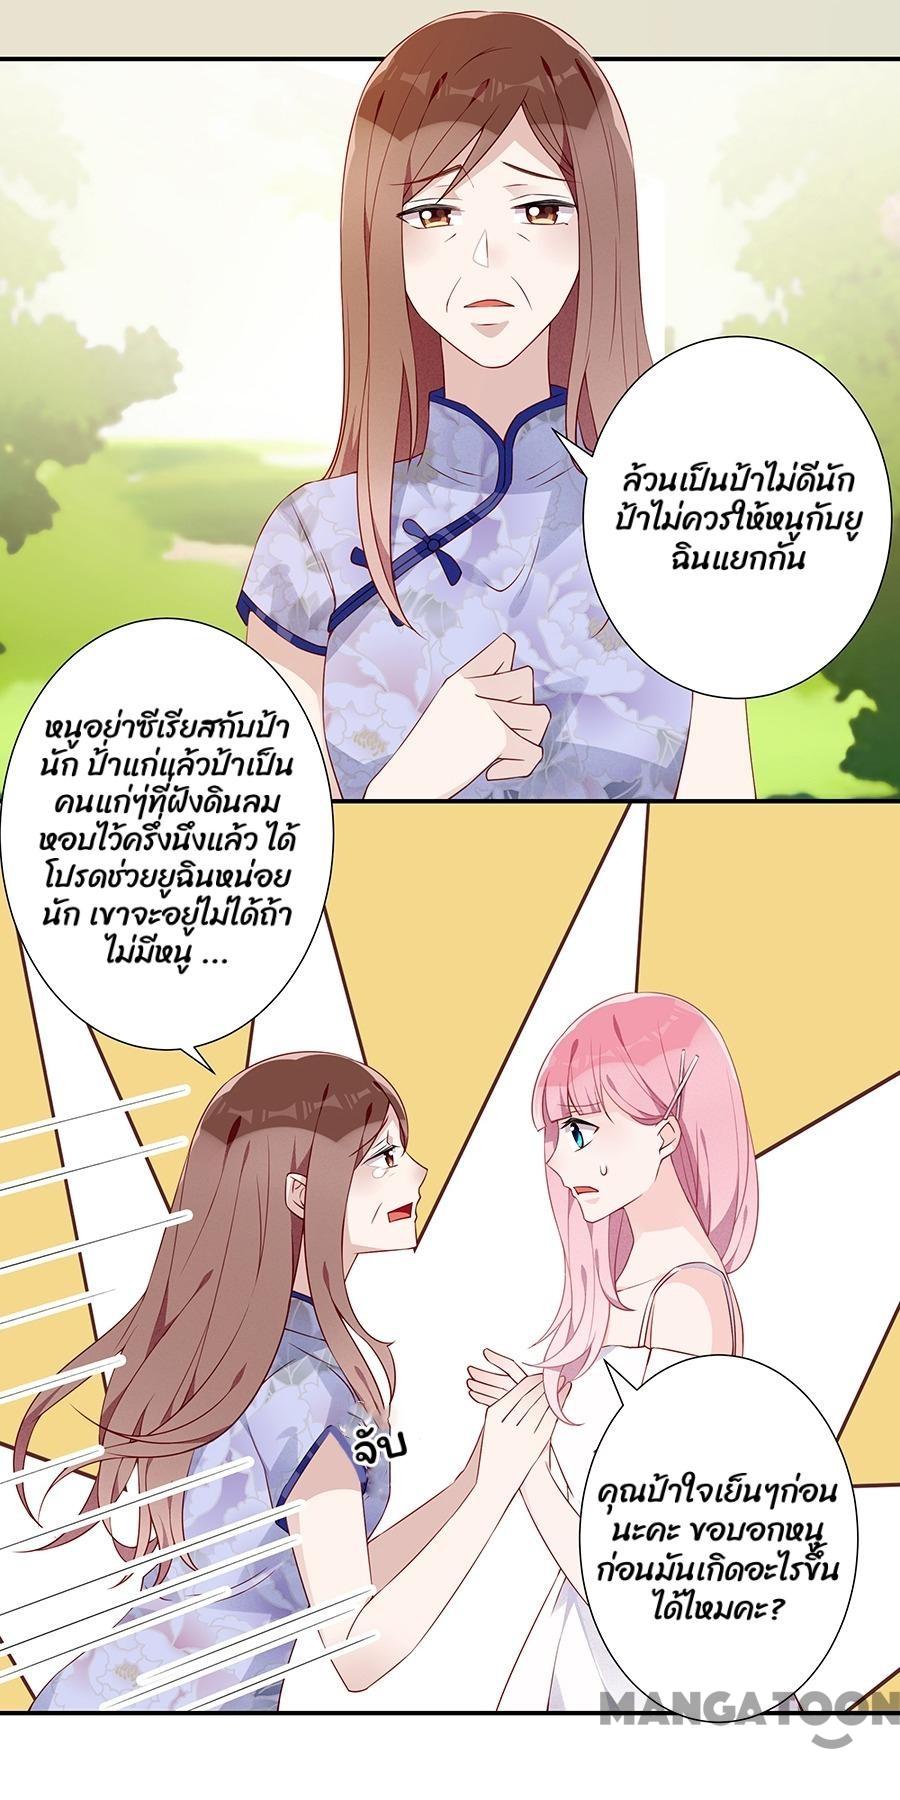 ล้วนเป็นป้าไม่ดีนัก
ป้าไม่ควรให้หนูกับยู
ฉินแยกกัน
หนูอย่าซีเรียสกับป้า
นัก ป้าแก่แล้วป้าเป็น
คนแก่ๆที่ฝังดินลม
หอบไว้ครึ่งนึงแล้ว ได้
โปรดช่วยยูฉินหน่อย
นัก เขาจะอยู่ไม่ได้ถ้า
ไม่มีหนู ...
จับ
คุณป้าใจเย็นๆก่อน
นะคะ ขอบอกหนู
ก่อนมันเกิดอะไรขึ้น
ได้ไหมคะ?
MANGATOON